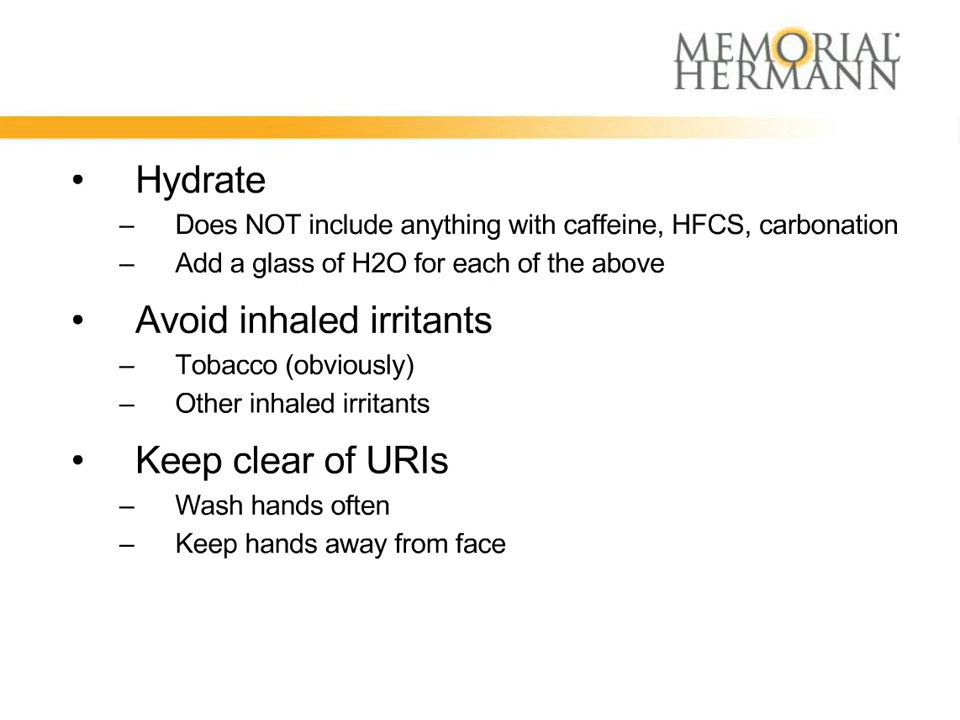 MEMORIAL
HERMANN
• Hydrate
– Does NOT include anything with caffeine, HFCS, carbonation
– Add a glass of H2O for each of the above
• Avoid inhaled irritants
– Tobacco (obviously)
– Other inhaled irritants
• Keep clear of URIs
– Wash hands often
– Keep hands away from face